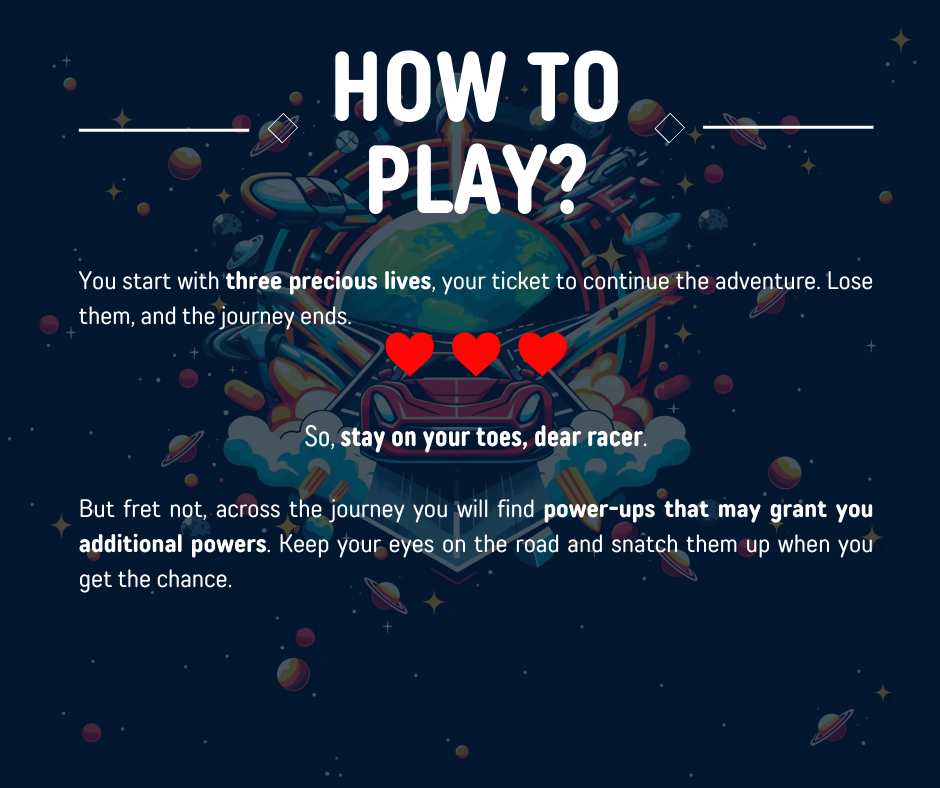 HOW TO
PLAY?
You start with three precious lives, your ticket to continue the adventure. Lose
them, and the journey ends.
So, stay on your toes, dear racer.
But fret not, across the journey you will find power-ups that may grant you
additional powers. Keep your eyes on the road and snatch them up when you
get the chance.